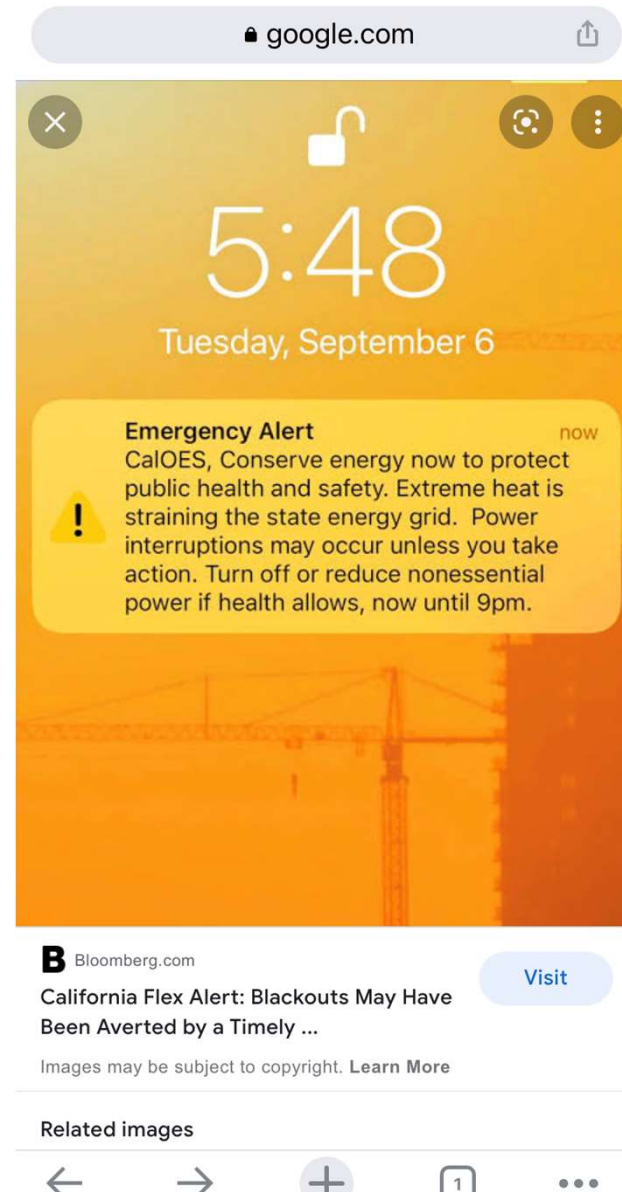 google.com
5:48
Tuesday, September 6
Emergency Alert now
CalOES, Conserve energy now to protect
public health and safety. Extreme heat is
straining the state energy grid.  Power
interruptions may occur unless you take
action. Turn off or reduce nonessential
power if health allows, now until 9pm.
B Bloomberg.com
Visit
California Flex Alert: Blackouts May Have
Been Averted by a Timely ...
Images may be subject to copyright. Learn More
Related images
1